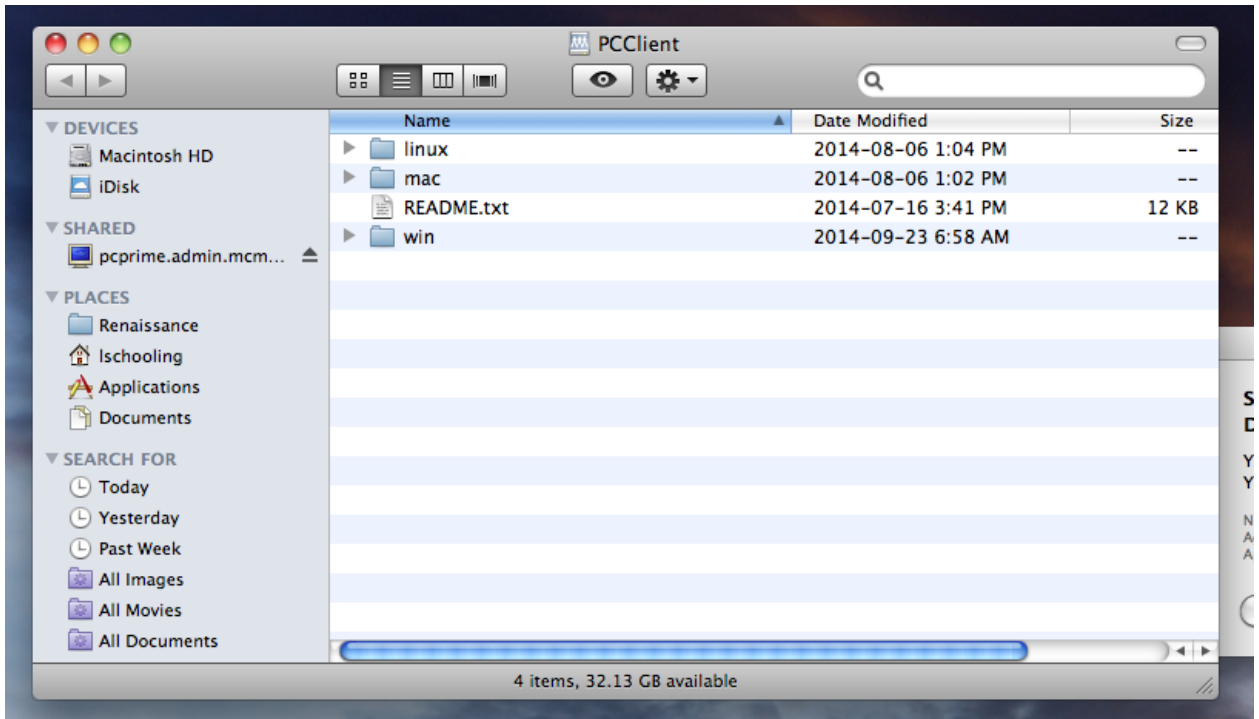 PCClient
DEVICES
Macintosh HD
iDisk
SHARED
pcprime.admin.mcm...
PLACES
Renaissance
lschooling
Applications
Documents
SEARCH FOR
Today
Yesterday
Past Week
All Images
All Movies
All Documents
Name Date Modified Size
linux 2014-08-06 1:04 PM --
mac 2014-08-06 1:02 PM --
README.txt 2014-07-16 3:41 PM 12 KB
win 2014-09-23 6:58 AM --
4 items, 32.13 GB available